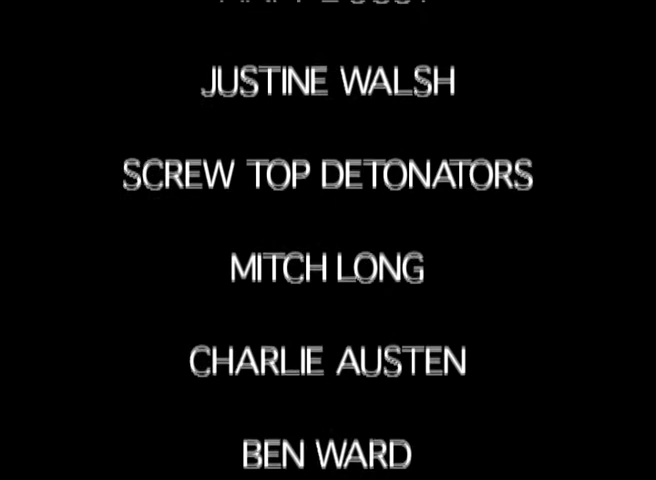 JUSTINE WALSH
SCREW TOP DETONATORS
MITCH LONG
CHARLIE AUSTEN
BEN WARD